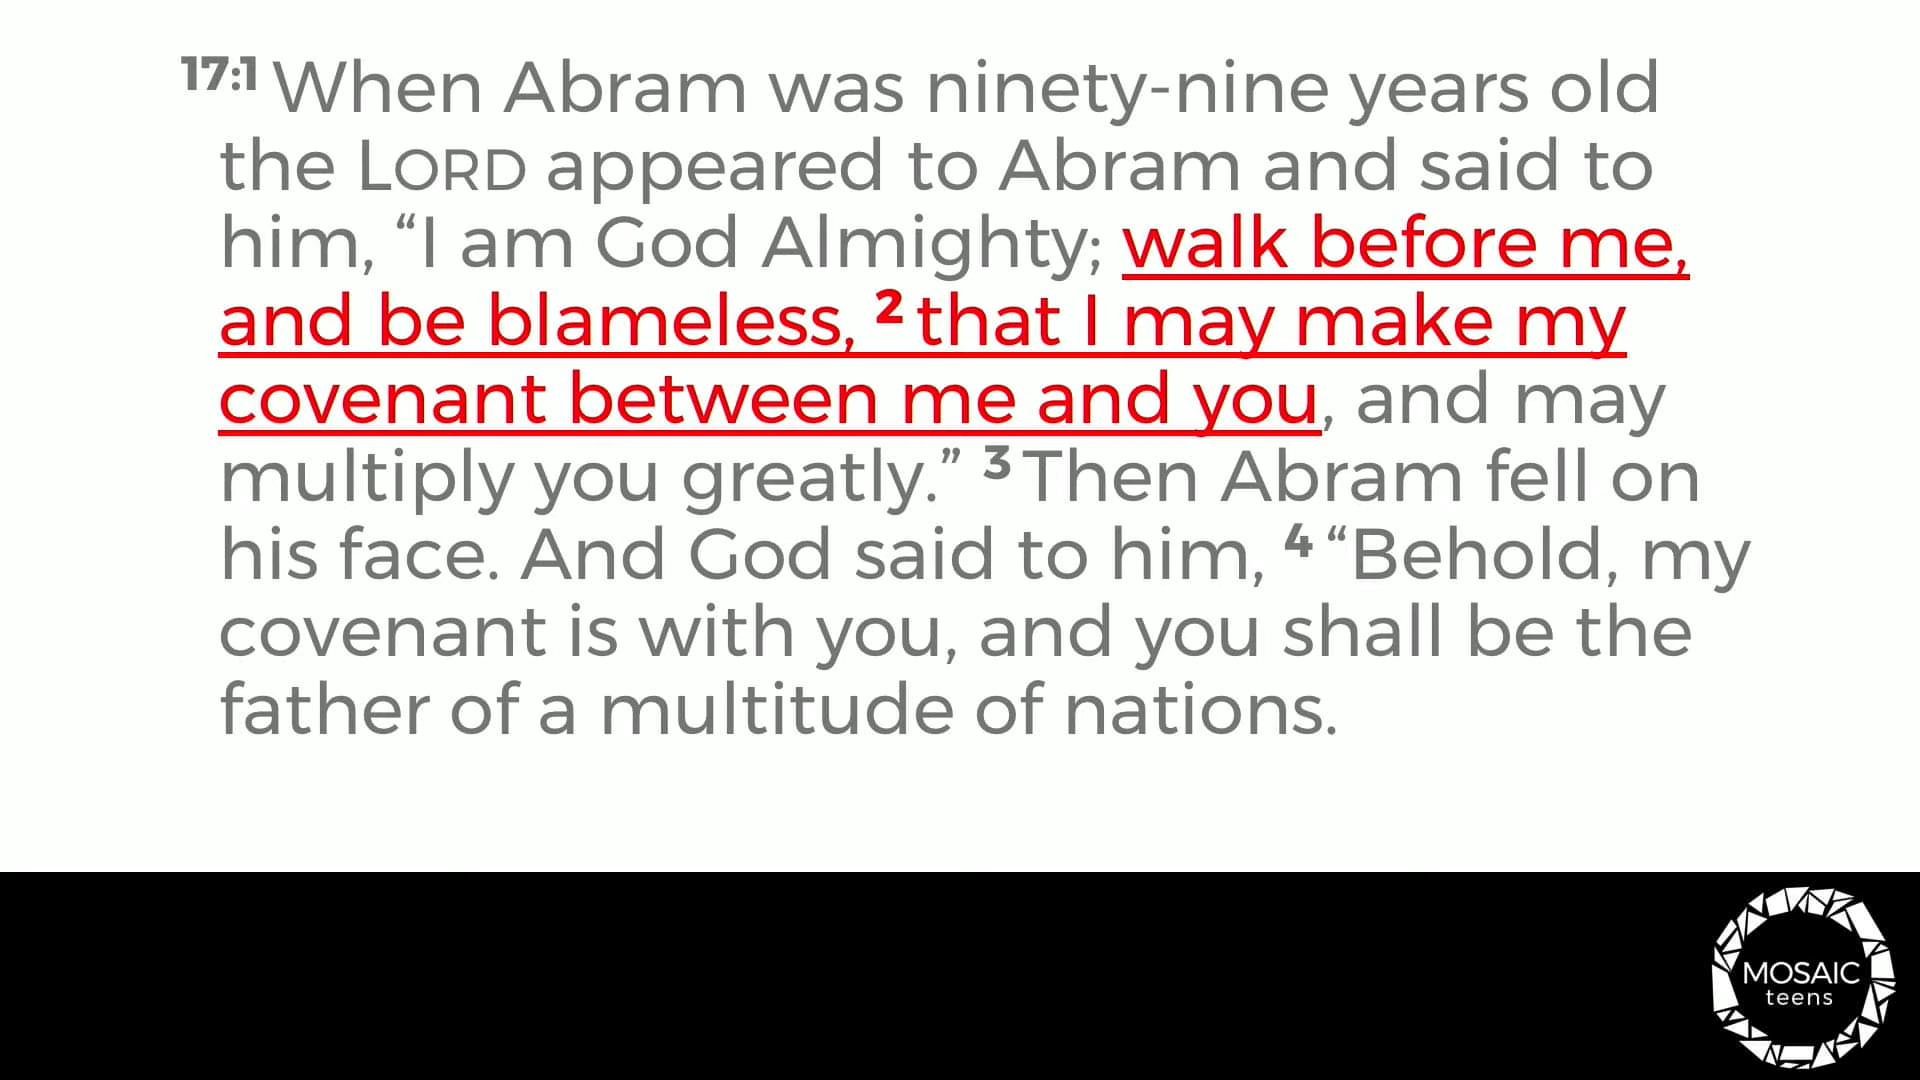 17:1 When Abram was ninety-nine years old
the LORD appeared to Abram and said to
him, “I am God Almighty; walk before me,
and be blameless, 2 that I may make my
covenant between me and you, and may
multiply you greatly.” 3 Then Abram fell on
his face. And God said to him, 4 “Behold, my
covenant is with you, and you shall be the
father of a multitude of nations.
MOSAIC
teens